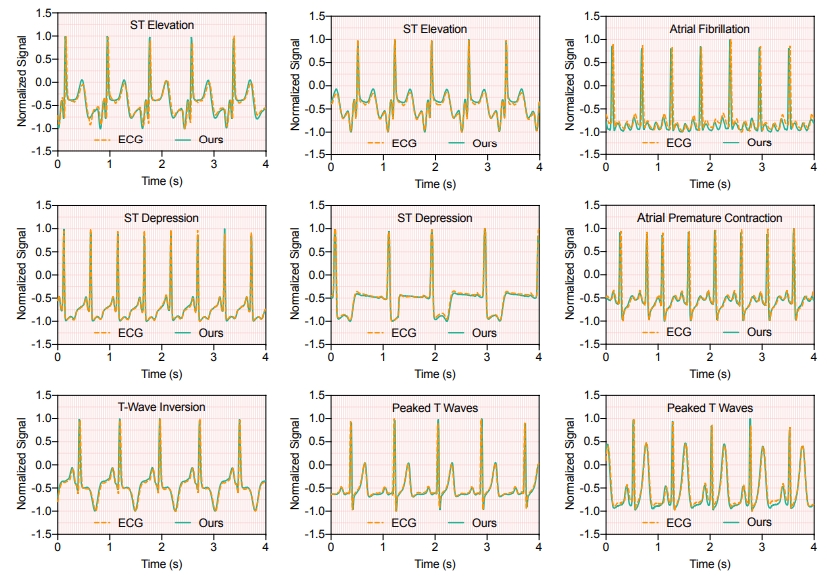 ST Elevation
Normalized Signal
1.5
1.0
0.5
0.0
-0.5
-1.0
-1.5
ECG Ours
0 1 2 3 4
Time (s)
ST Elevation
Normalized Signal
1.5
1.0
0.5
0.0
-0.5
-1.0
-1.5
ECG Ours
0 1 2 3 4
Time (s)
Atrial Fibrillation
Normalized Signal
1.5
1.0
0.5
0.0
-0.5
-1.0
-1.5
ECG Ours
0 1 2 3 4
Time (s)
ST Depression
Normalized Signal
1.5
1.0
0.5
0.0
-0.5
-1.0
-1.5
ECG Ours
0 1 2 3 4
Time (s)
ST Depression
Normalized Signal
1.5
1.0
0.5
0.0
-0.5
-1.0
-1.5
ECG Ours
0 1 2 3 4
Time (s)
Atrial Premature Contraction
Normalized Signal
1.5
1.0
0.5
0.0
-0.5
-1.0
-1.5
ECG Ours
0 1 2 3 4
Time (s)
T-Wave Inversion
Normalized Signal
1.5
1.0
0.5
0.0
-0.5
-1.0
-1.5
ECG Ours
0 1 2 3 4
Time (s)
Peaked T Waves
Normalized Signal
1.5
1.0
0.5
0.0
-0.5
-1.0
-1.5
ECG Ours
0 1 2 3 4
Time (s)
Peaked T Waves
Normalized Signal
1.5
1.0
0.5
0.0
-0.5
-1.0
-1.5
ECG Ours
0 1 2 3 4
Time (s)